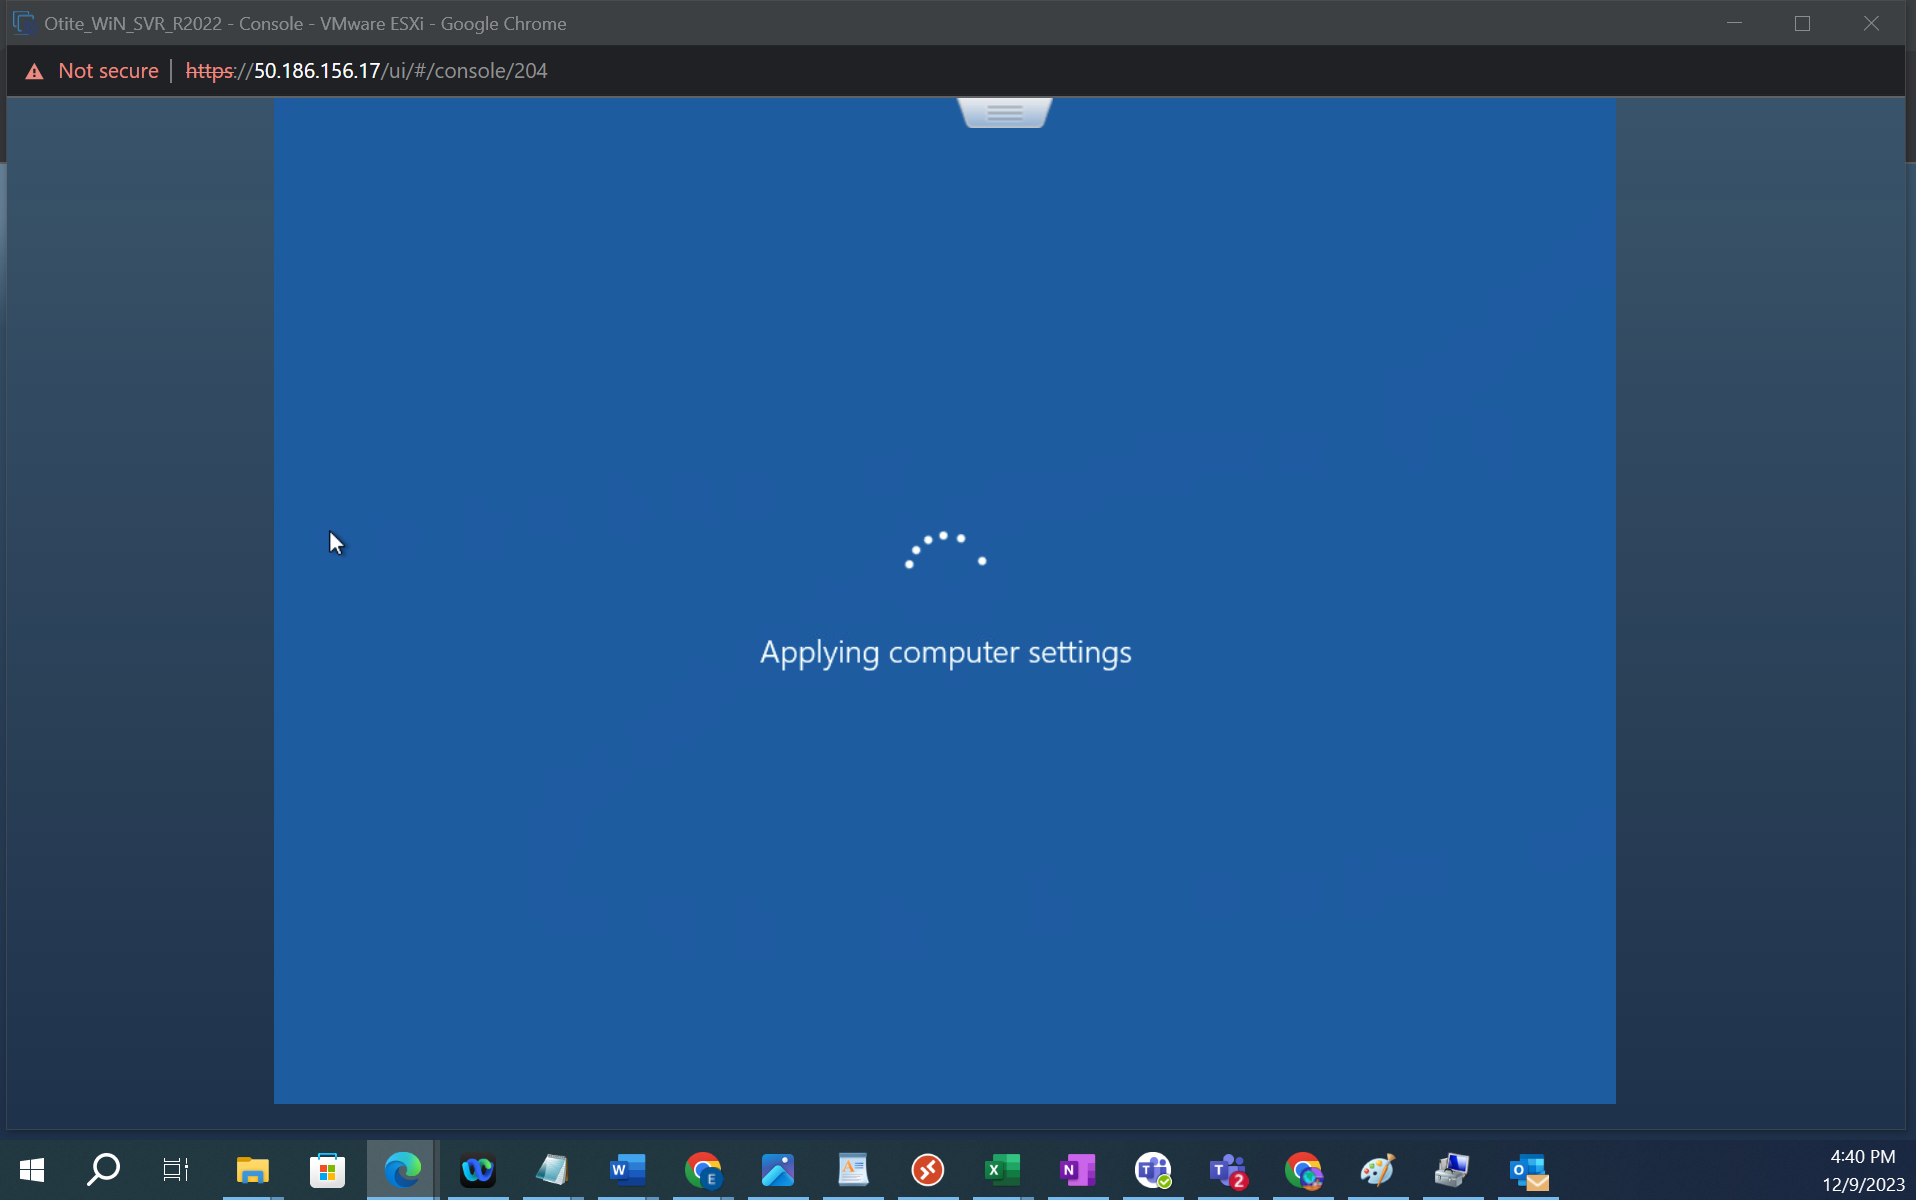 Otite_WiN_SVR_R2022 - Console - VMware ESXi - Google Chrome
Not secure | https://50.186.156.17/ui/#/console/204
Applying computer settings
W
E
A
X
N
T
T
2
O
4:40 PM
12/9/2023